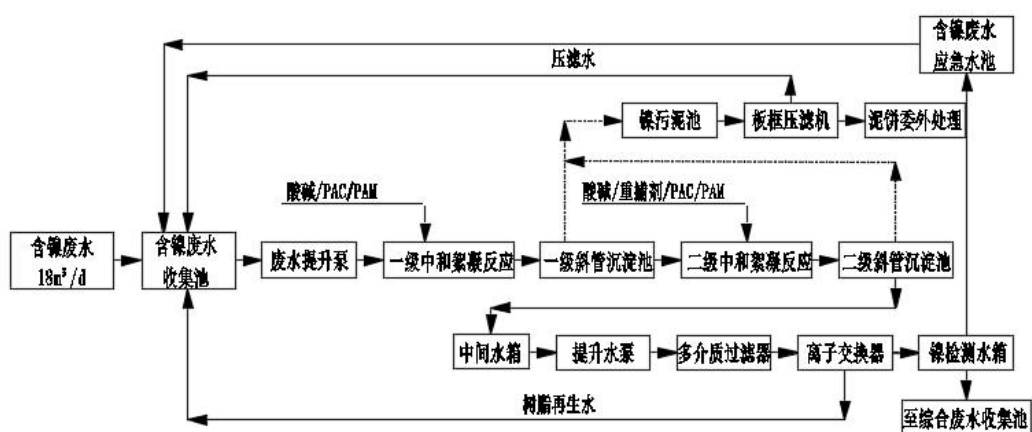 含镍废水
应急水池
压滤水
镍污泥池
板框压滤机
泥饼委外处理
酸碱/PAC/PAM
酸碱/重捕剂/PAC/PAM
含镍废水
18m³/d
含镍废水
收集池
废水提升泵
一级中和絮凝反应
一级斜管沉淀池
二级中和絮凝反应
二级斜管沉淀池
中间水箱
提升水泵
多介质过滤器
离子交换器
镍检测水箱
树脂再生水
至综合废水收集池